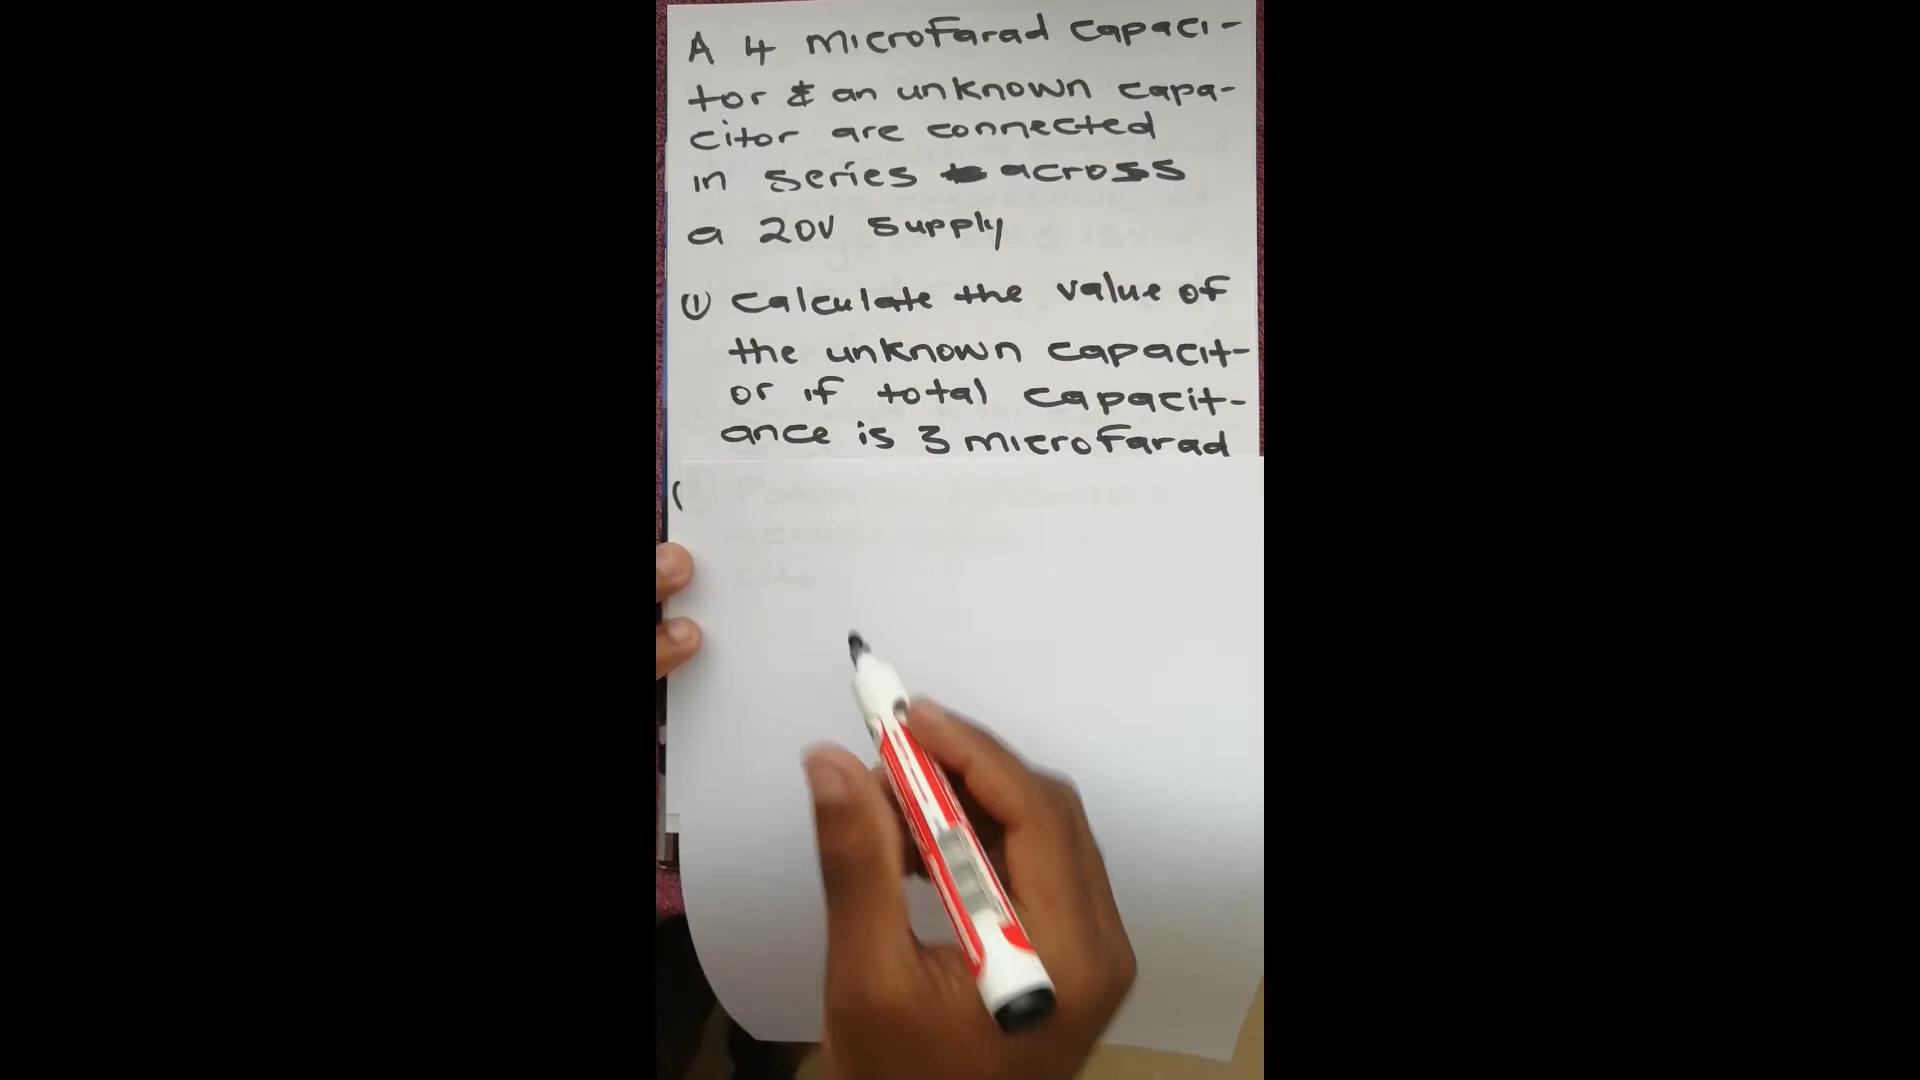 A 4 microfarad capaci-
tor & an unknown capa-
citor are connected
in series across
a 20V supply
① Calculate the value of
the unknown capacit-
or if total capacit-
ance is 3 microfarad
(